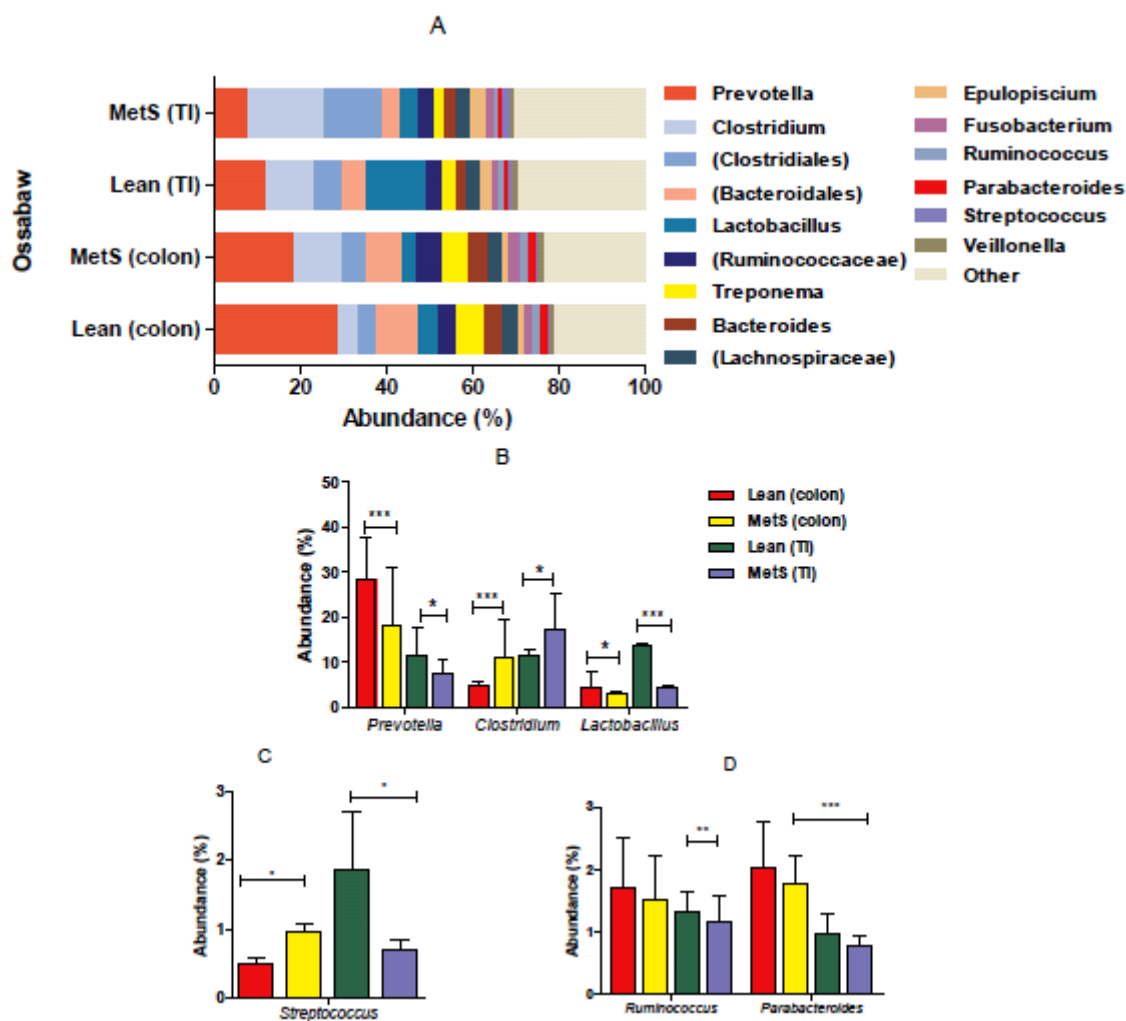 A
Ossabaw
MetS (TI)
Lean (TI)
MetS (colon)
Lean (colon)
0 20 40 60 80 100
Abundance (%)
Prevotella
Clostridium
(Clostridiales)
(Bacteroidales)
Lactobacillus
(Ruminococcaceae)
Treponema
Bacteroides
(Lachnospiraceae)
Epulopiscium
Fusobacterium
Ruminococcus
Parabacteroides
Streptococcus
Veillonella
Other
B
Abundance (%)
50
40
30
20
10
0
*** * *** * * ***
Prevotella Clostridium Lactobacillus
Lean (colon)
MetS (colon)
Lean (TI)
MetS (TI)
C
Abundance (%)
3
2
1
0
* *
Streptococcus
D
Abundance (%)
3
2
1
0
** ***
Ruminococcus Parabacteroides